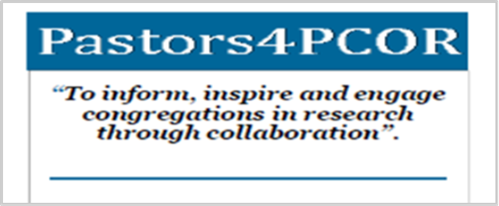 Pastors4PCOR
“To inform, inspire and engage
congregations in research
through collaboration”.